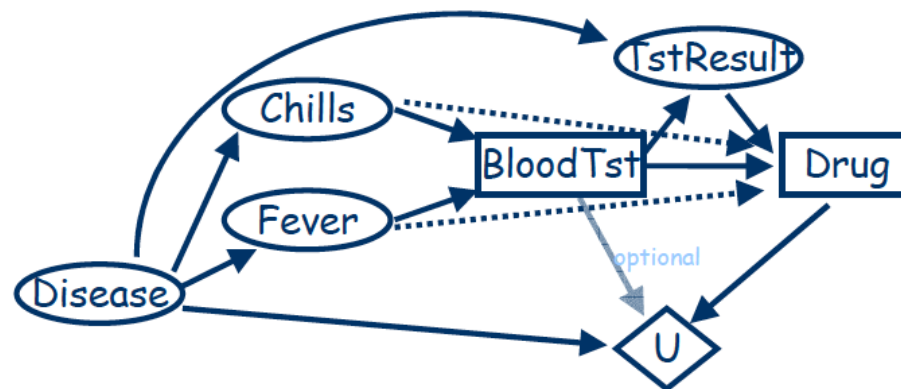 TstResult
Chills
BloodTst
Drug
Fever
optional
Disease
U